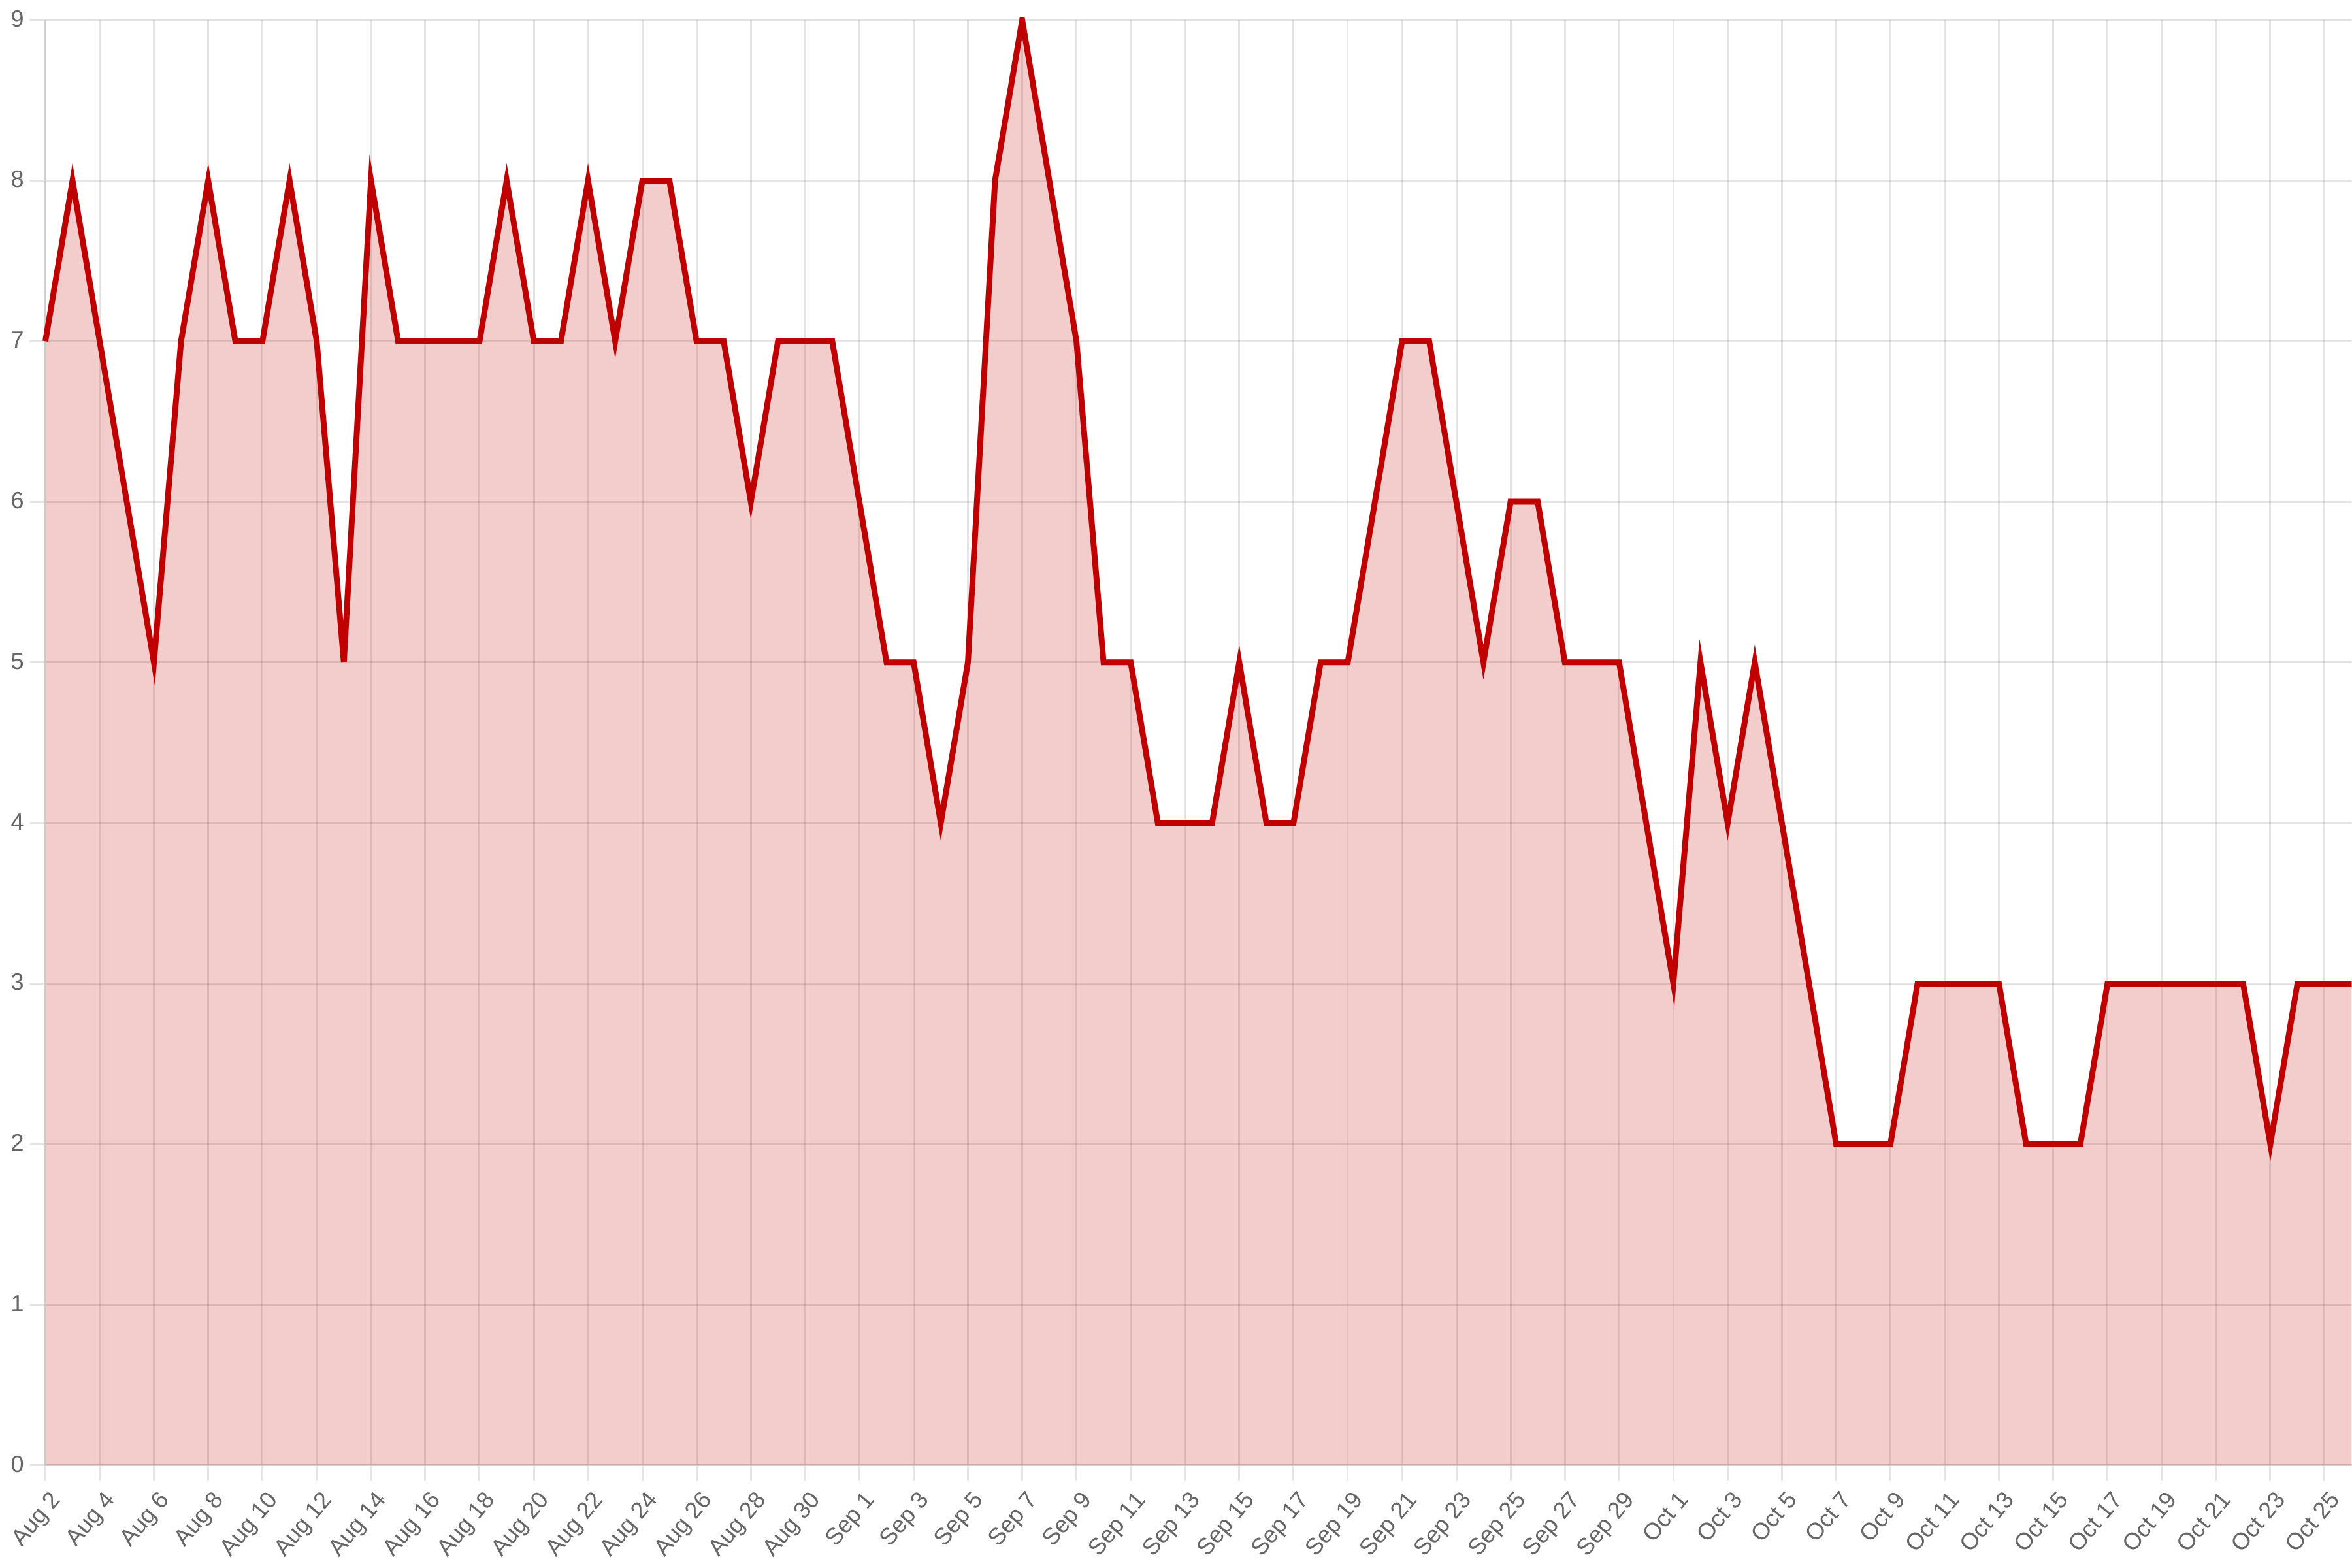 9
8
7
6
5
4
3
2
1
0
Aug 2
Aug 4
Aug 6
Aug 8
Aug 10
Aug 12
Aug 14
Aug 16
Aug 18
Aug 20
Aug 22
Aug 24
Aug 26
Aug 28
Aug 30
Sep 1
Sep 3
Sep 5
Sep 7
Sep 9
Sep 11
Sep 13
Sep 15
Sep 17
Sep 19
Sep 21
Sep 23
Sep 25
Sep 27
Sep 29
Oct 1
Oct 3
Oct 5
Oct 7
Oct 9
Oct 11
Oct 13
Oct 15
Oct 17
Oct 19
Oct 21
Oct 23
Oct 25